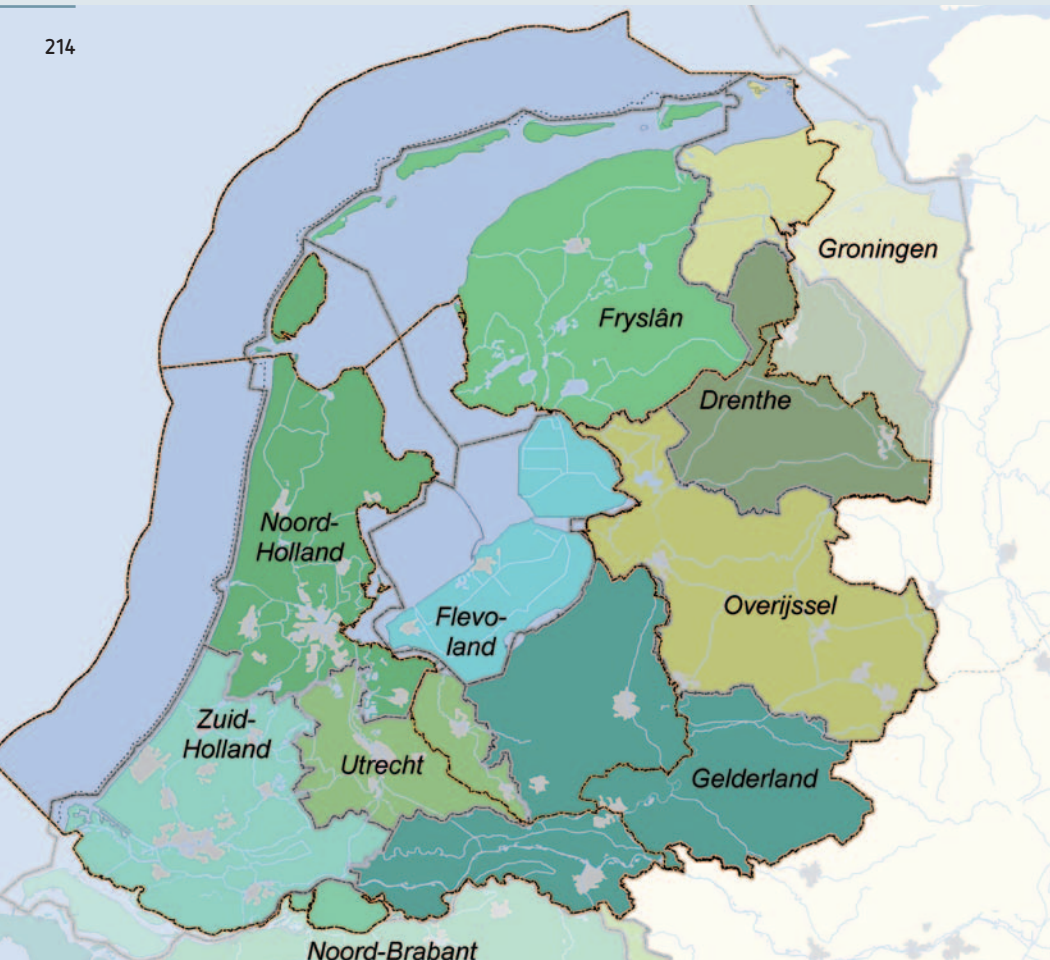 214
Groningen
Fryslân
Drenthe
Noord-
Holland
Overijssel
Flevo-
land
Zuid-
Holland
Utrecht
Gelderland
Noord-Brabant